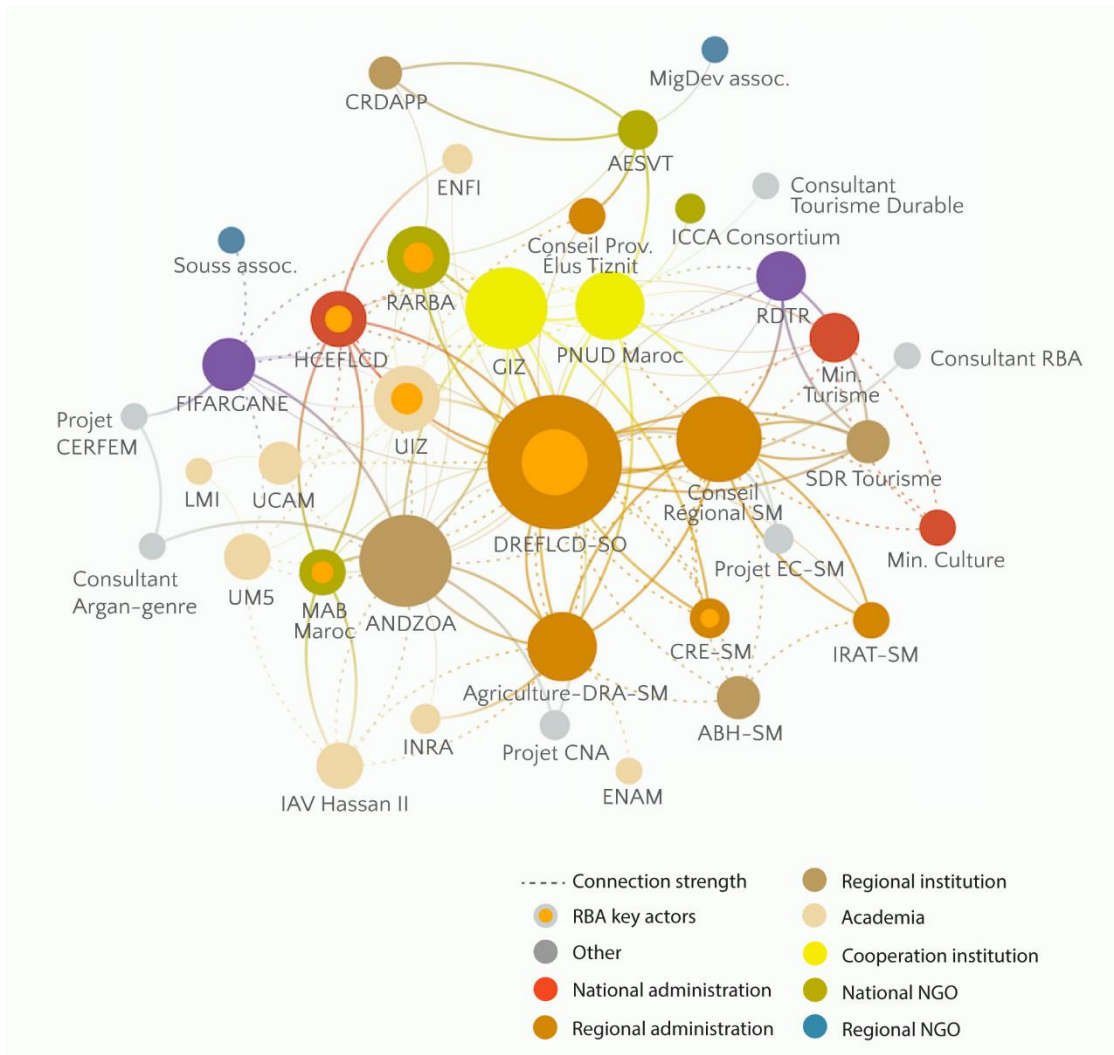 MigDev assoc.
CRDAPP
AESVT
ENFI
Consultant
Tourisme Durable
ICCA Consortium
Conseil Prov.
Élus Tiznit
Souss assoc.
RARBA
RDTR
HCEFLCD
GIZ
PNUD Maroc
Min.
Turisme
Consultant RBA
FIFARGANE
Projet
CERFEM
UIZ
LMI
UCAM
Conseil
Régional SM
SDR Tourisme
DREFLCD-SO
Projet EC-SM
Min. Culture
Consultant
Argan-genre
UM5
MAB
Maroc
ANDZOA
CRE-SM
IRAT-SM
Agriculture-DRA-SM
INRA
Projet CNA
ABH-SM
IAV Hassan II
ENAM
Connection strength
RBA key actors
Other
National administration
Regional administration
Regional institution
Academia
Cooperation institution
National NGO
Regional NGO